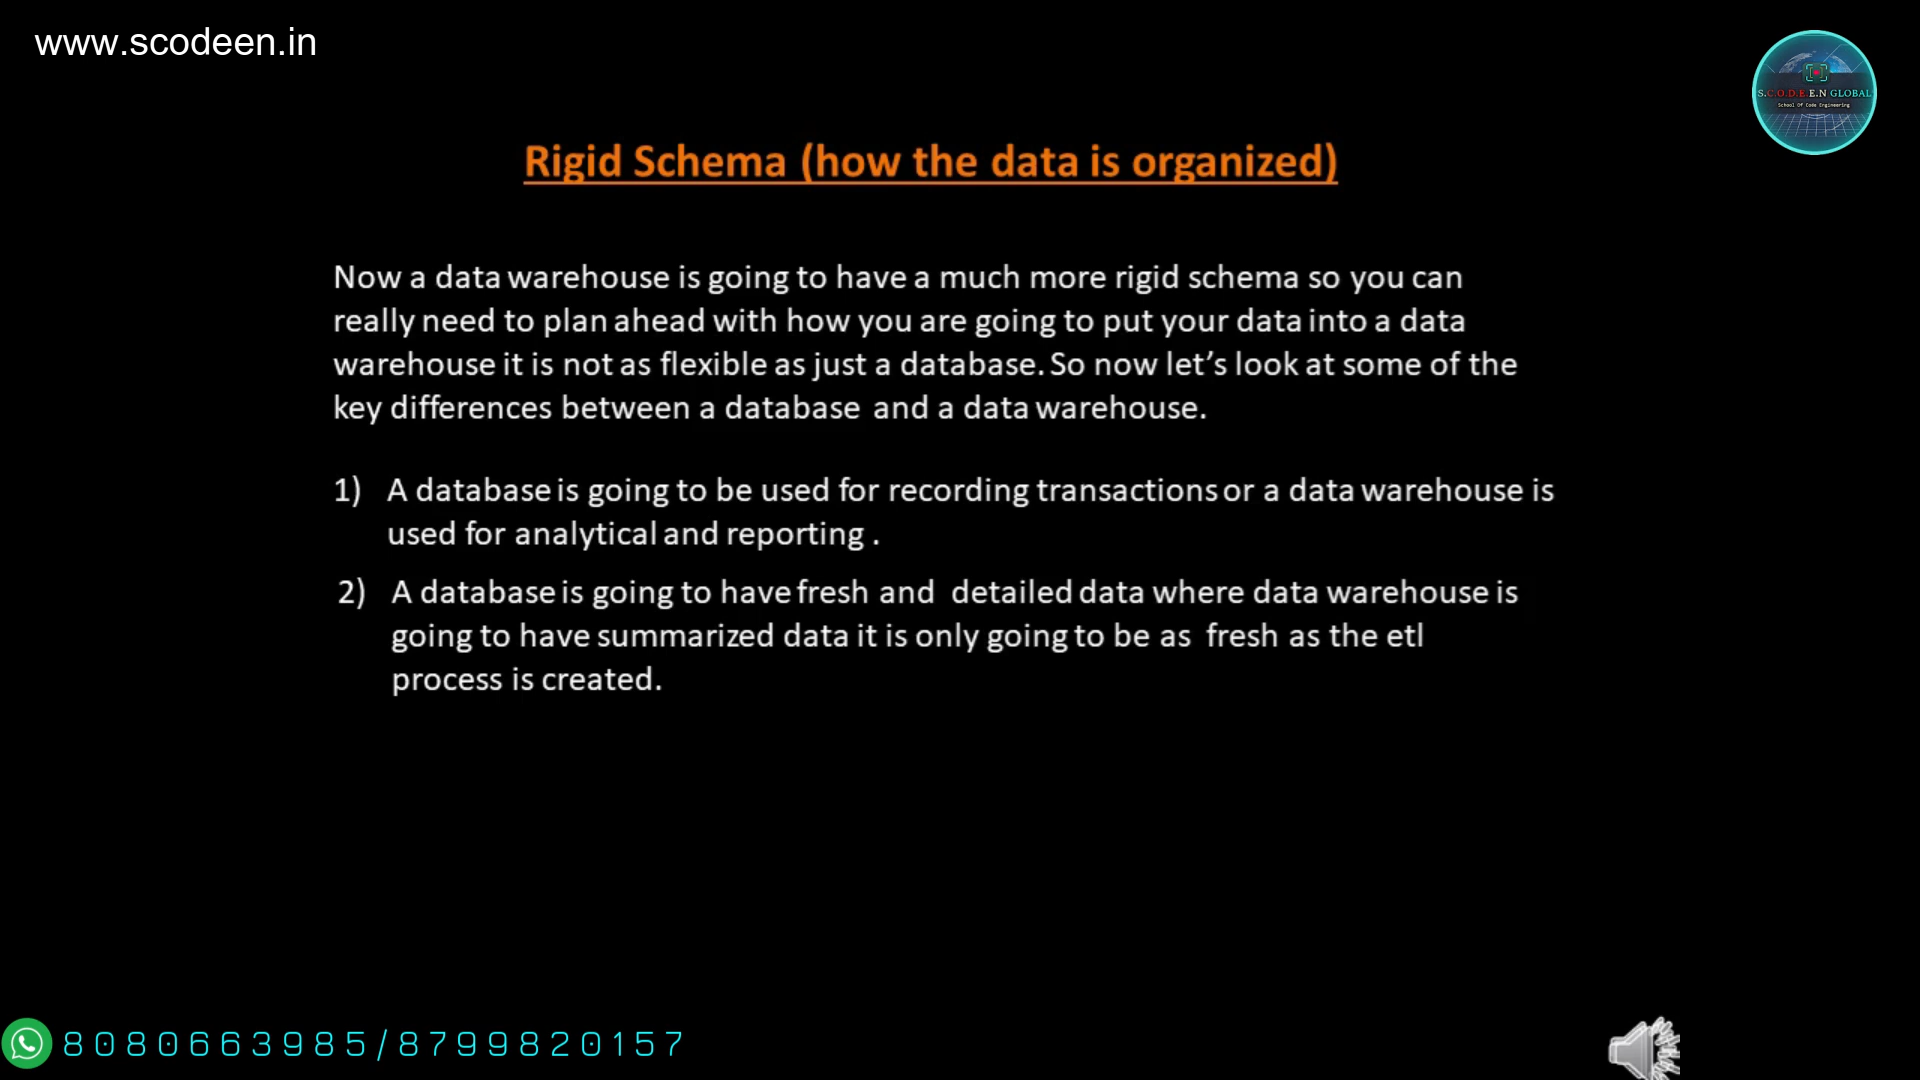 www.scodeen.in
S.C.O.D.E.E.N GLOBAL
School Of Code Engineering
Rigid Schema (how the data is organized)
Now a data warehouse is going to have a much more rigid schema so you can
really need to plan ahead with how you are going to put your data into a data
warehouse it is not as flexible as just a database. So now let’s look at some of the
key differences between a database and a data warehouse.
1) A database is going to be used for recording transactions or a data warehouse is
used for analytical and reporting .
2) A database is going to have fresh and detailed data where data warehouse is
going to have summarized data it is only going to be as fresh as the etl
process is created.
8080663985/8799820157